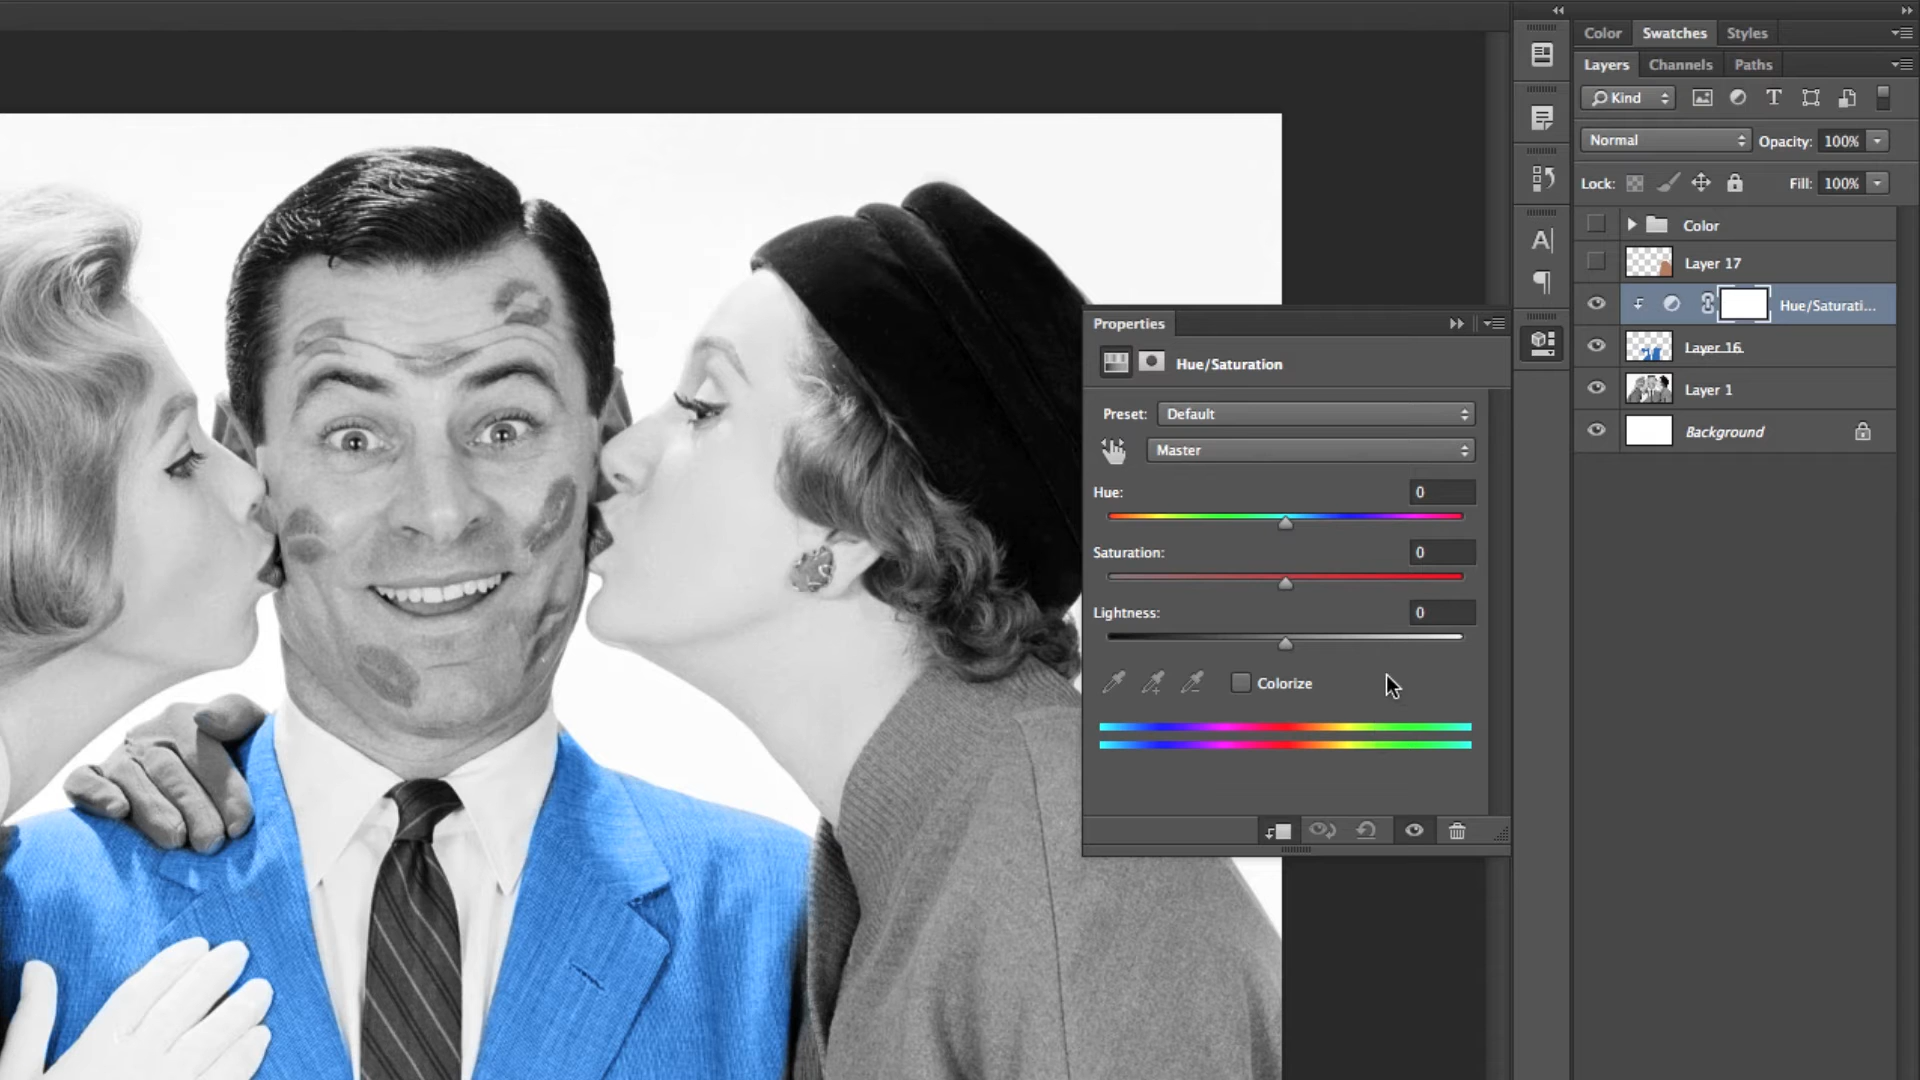 Color Swatches Styles
Layers Channels Paths
Kind
Normal Opacity: 100%
Lock: Fill: 100%
Color
Layer 17
Hue/Saturati...
Layer 16
Layer 1
Background
Properties
Hue/Saturation
Preset: Default
Master
Hue: 0
Saturation: 0
Lightness: 0
Colorize